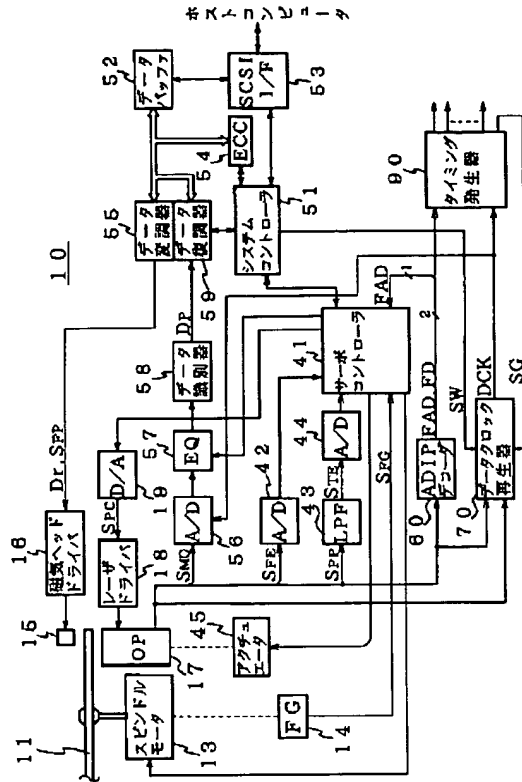 10
ホストコンピュータ
52
データ
バッファ
SCSI
I/F
53
54
ECC
55
データ
変調器
データ
復調器
59
システム
コントローラ
51
90
タイミング
発生器
Dr,SFP
DP
58
データ
識別器
57
EQ
56
A/D
SMO
16
磁気ヘッド
ドライバ
15
D/A
19
SPC
18
レーザ
ドライバ
OP
17
11
スピンドル
モータ
13
FG
14
45
アクチュ
エータ
42
A/D
SFE
43
LPF
SPP
STE
44
A/D
41
サーボ
コントローラ
SFG
FAD
1
2
60
ADIP
デコーダ
FAD,FD
SW
70
データクロック
再生器
DCK
SG